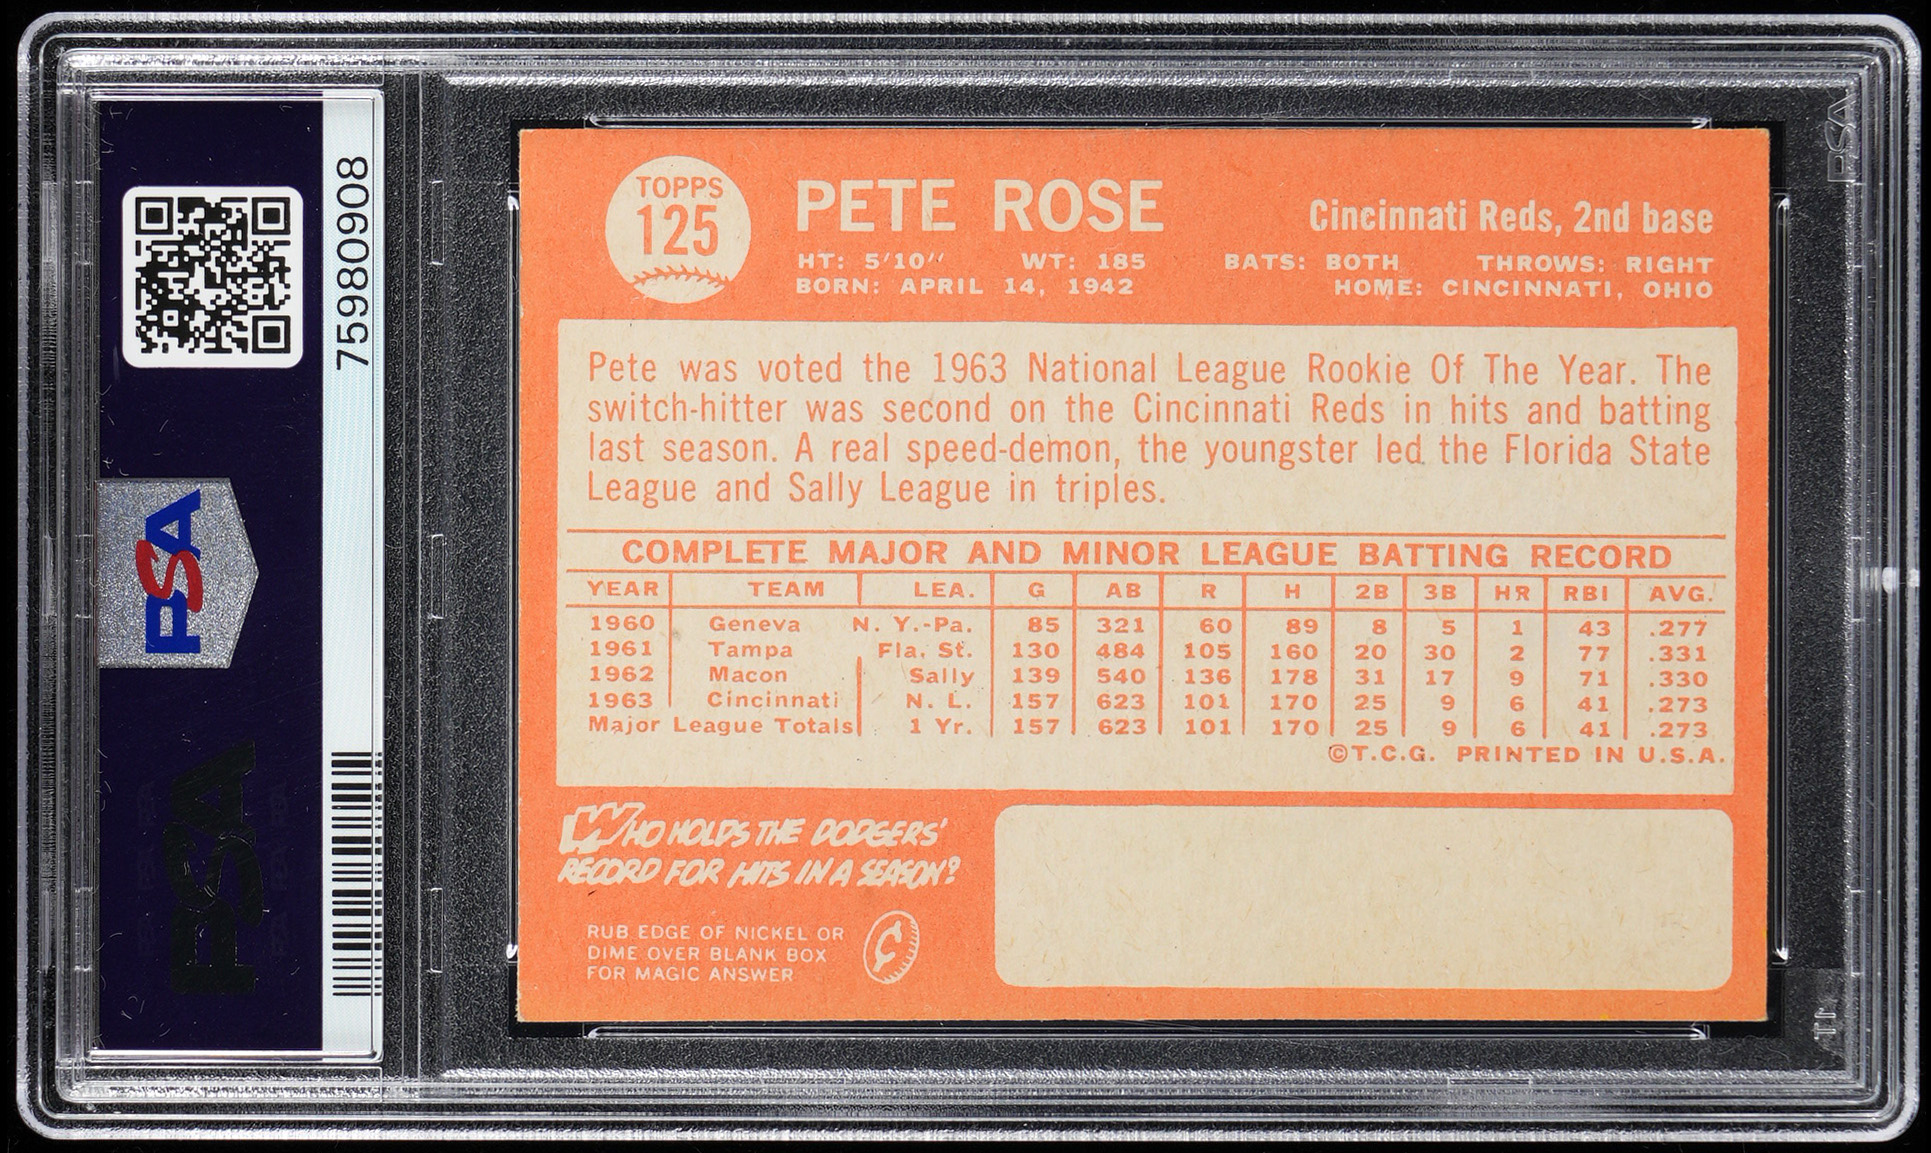 75980908
PSA
PSA
PSA
TOPPS
125
PETE ROSE
Cincinnati Reds, 2nd base
HT: 5'10" WT: 185 BATS: BOTH THROWS: RIGHT
BORN: APRIL 14, 1942 HOME: CINCINNATI, OHIO
Pete was voted the 1963 National League Rookie Of The Year. The
switch-hitter was second on the Cincinnati Reds in hits and batting
last season. A real speed-demon, the youngster led the Florida State
League and Sally League in triples.
COMPLETE MAJOR AND MINOR LEAGUE BATTING RECORD
YEAR TEAM LEA. G AB R H 2B 3B HR RBI AVG.
1960 Geneva N. Y.-Pa. 85 321 60 89 8 5 1 43 .277
1961 Tampa Fla. St. 130 484 105 160 20 30 2 77 .331
1962 Macon Sally 139 540 136 178 31 17 9 71 .330
1963 Cincinnati N. L. 157 623 101 170 25 9 6 41 .273
Major League Totals 1 Yr. 157 623 101 170 25 9 6 41 .273
©T.C.G. PRINTED IN U.S.A.
WHO HOLDS THE DODGERS'
RECORD FOR HITS IN A SEASON?
RUB EDGE OF NICKEL OR
DIME OVER BLANK BOX
FOR MAGIC ANSWER
¢